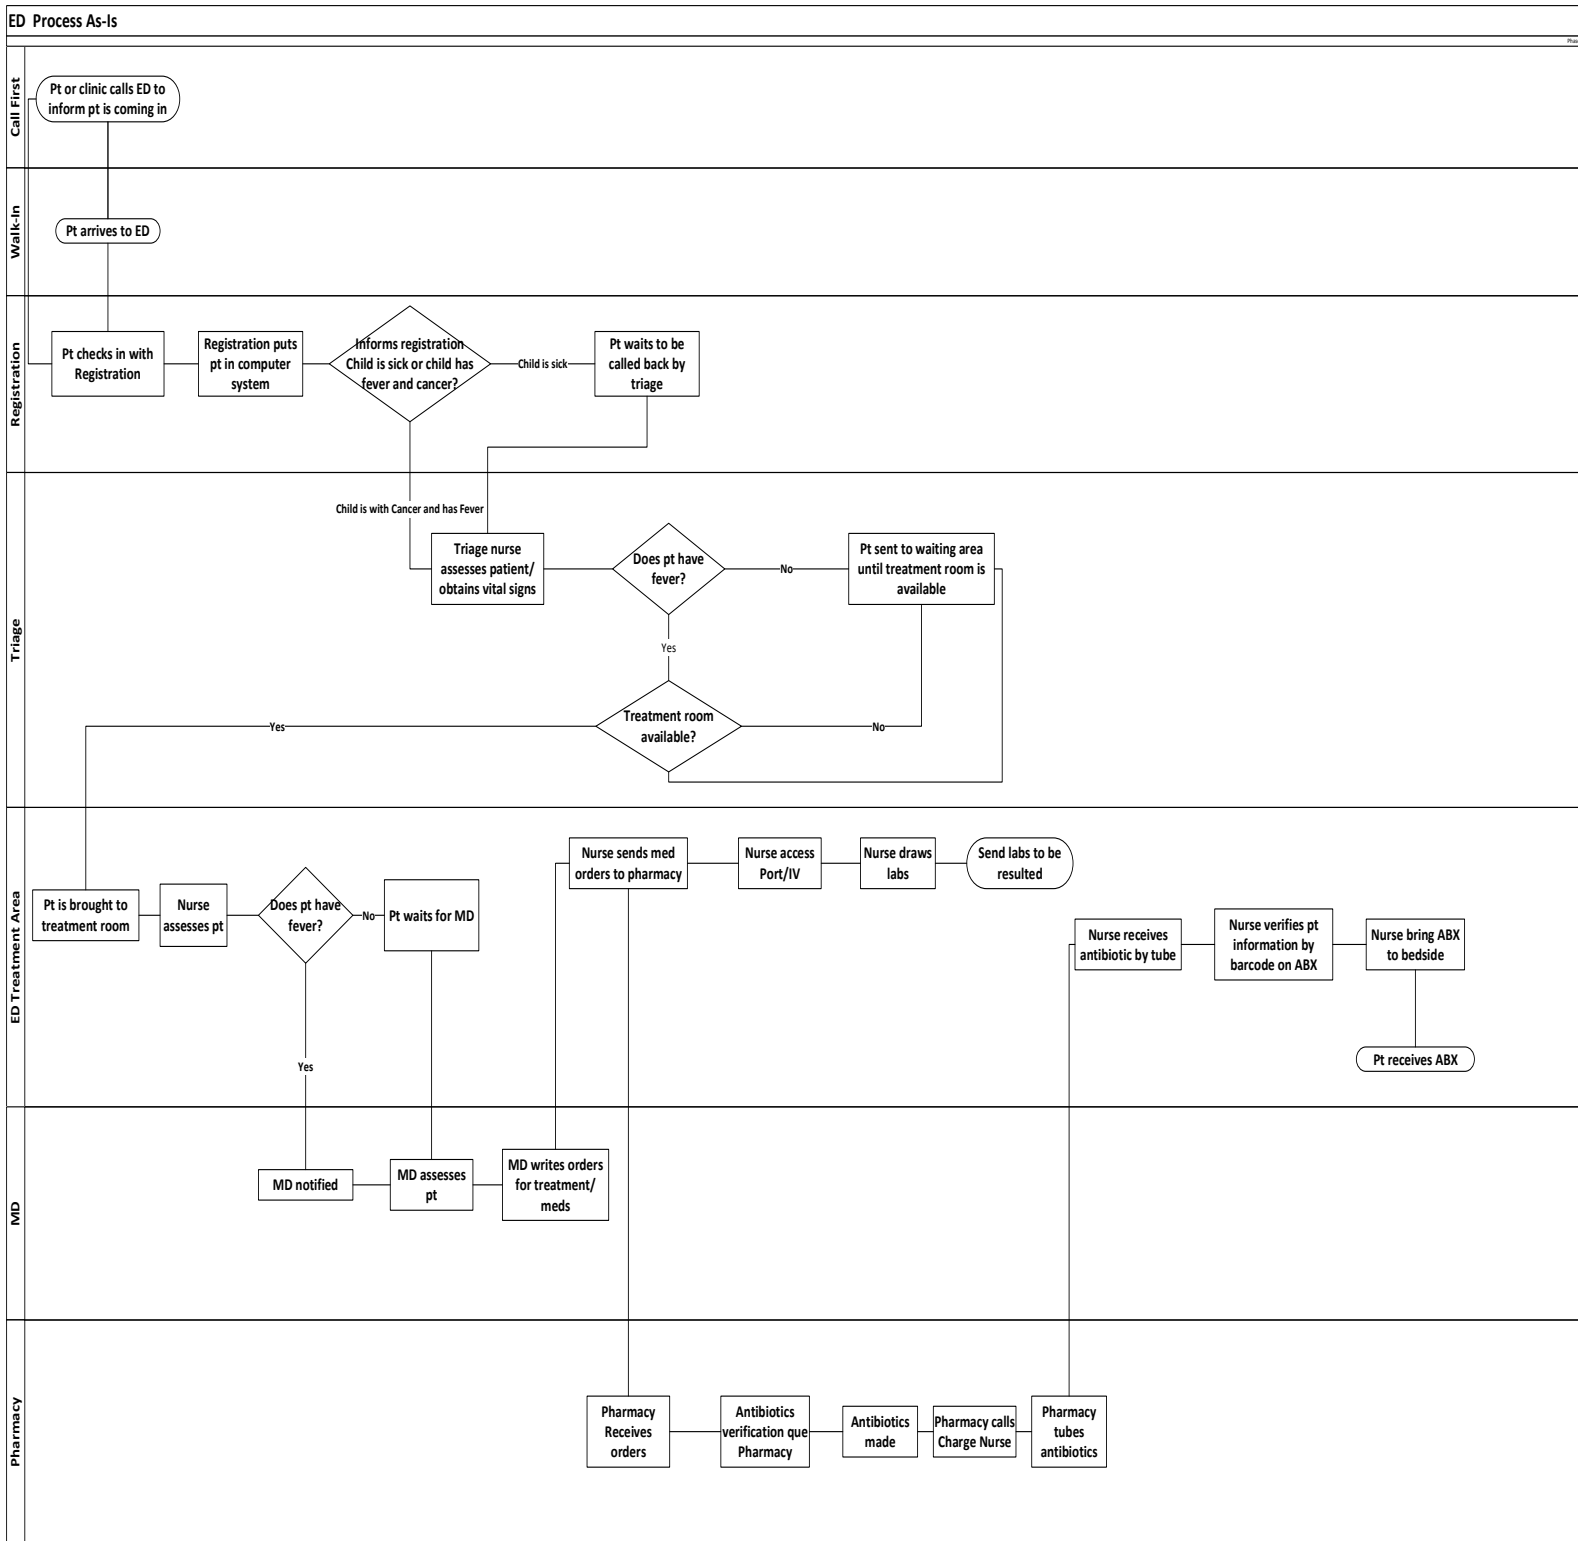 ED Process As-Is
Phase
Call First
Pt or clinic calls ED to
inform pt is coming in
Walk-In
Pt arrives to ED
Registration
Pt checks in with
Registration
Registration puts
pt in computer
system
Informs registration
Child is sick or child has
fever and cancer?
Child is sick
Pt waits to be
called back by
triage
Triage
Child is with Cancer and has Fever
Triage nurse
assesses patient/
obtains vital signs
Does pt have
fever?
No
Pt sent to waiting area
until treatment room is
available
Yes
Treatment room
available?
No
Yes
ED Treatment Area
Pt is brought to
treatment room
Nurse
assesses pt
Does pt have
fever?
No
Pt waits for MD
Yes
Nurse sends med
orders to pharmacy
Nurse access
Port/IV
Nurse draws
labs
Send labs to be
resulted
Nurse receives
antibiotic by tube
Nurse verifies pt
information by
barcode on ABX
Nurse bring ABX
to bedside
Pt receives ABX
MD
MD notified
MD assesses
pt
MD writes orders
for treatment/
meds
Pharmacy
Pharmacy
Receives
orders
Antibiotics
verification que
Pharmacy
Antibiotics
made
Pharmacy calls
Charge Nurse
Pharmacy
tubes
antibiotics